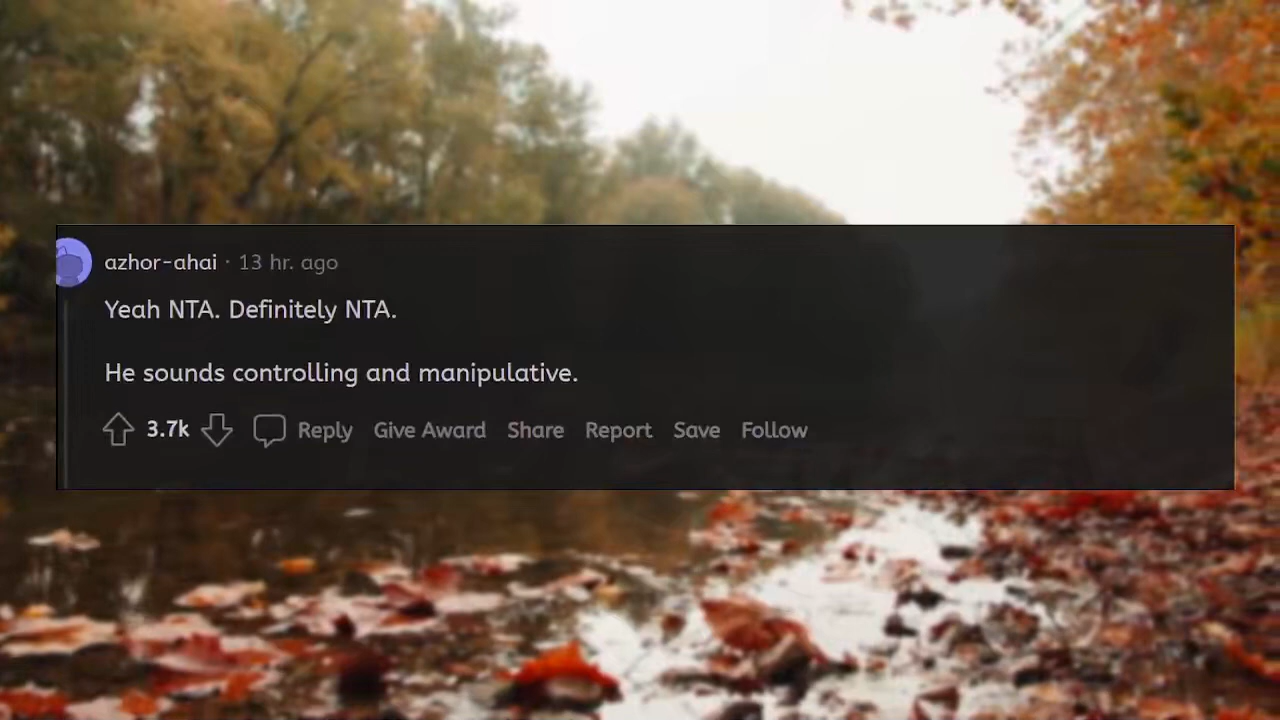 azhor-ahai · 13 hr. ago
Yeah NTA. Definitely NTA.
He sounds controlling and manipulative.
3.7k Reply Give Award Share Report Save Follow